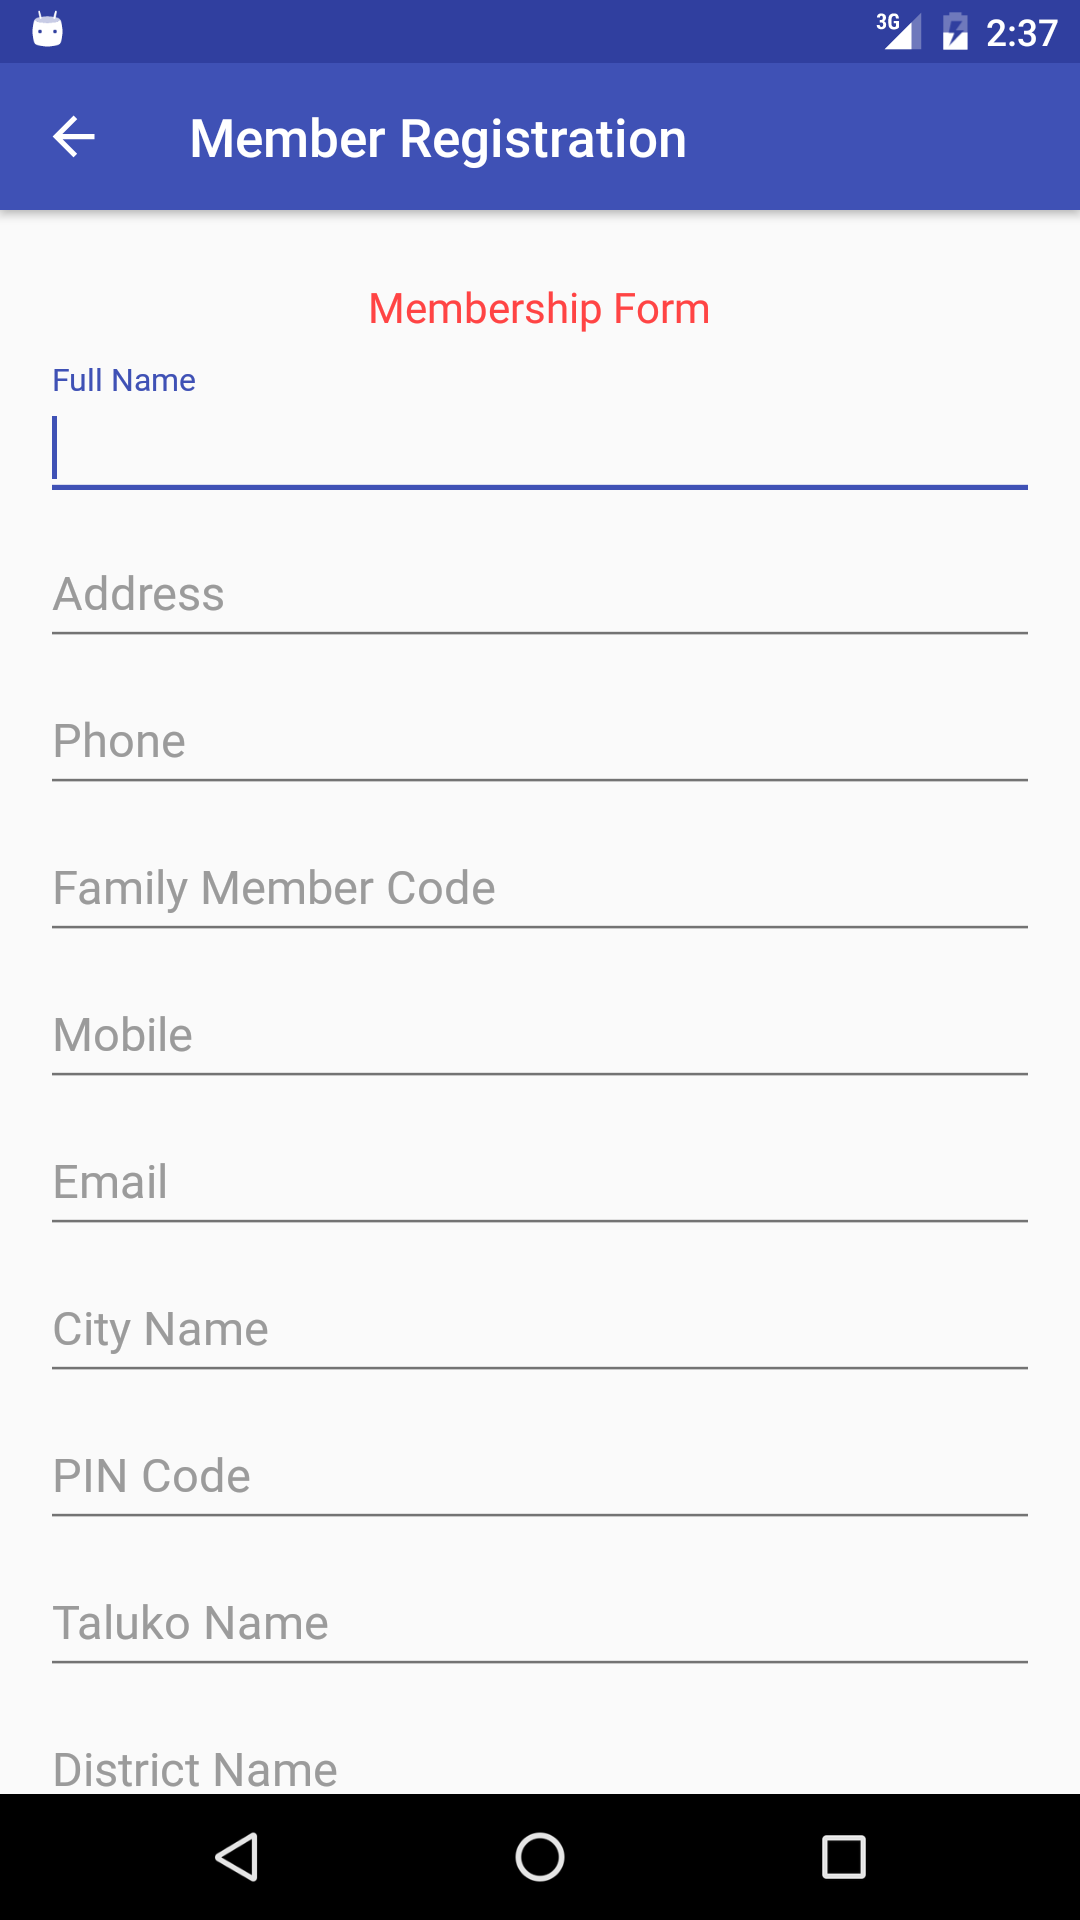 3G 2:37
Member Registration
Membership Form
Full Name
Address
Phone
Family Member Code
Mobile
Email
City Name
PIN Code
Taluko Name
District Name